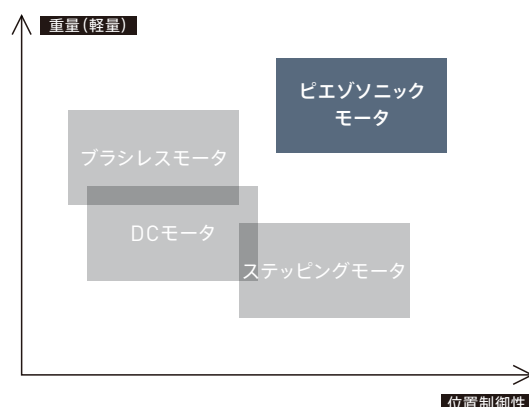 重量(軽量)
ピエゾソニック
モータ
ブラシレスモータ
DCモータ
ステッピングモータ
位置制御性